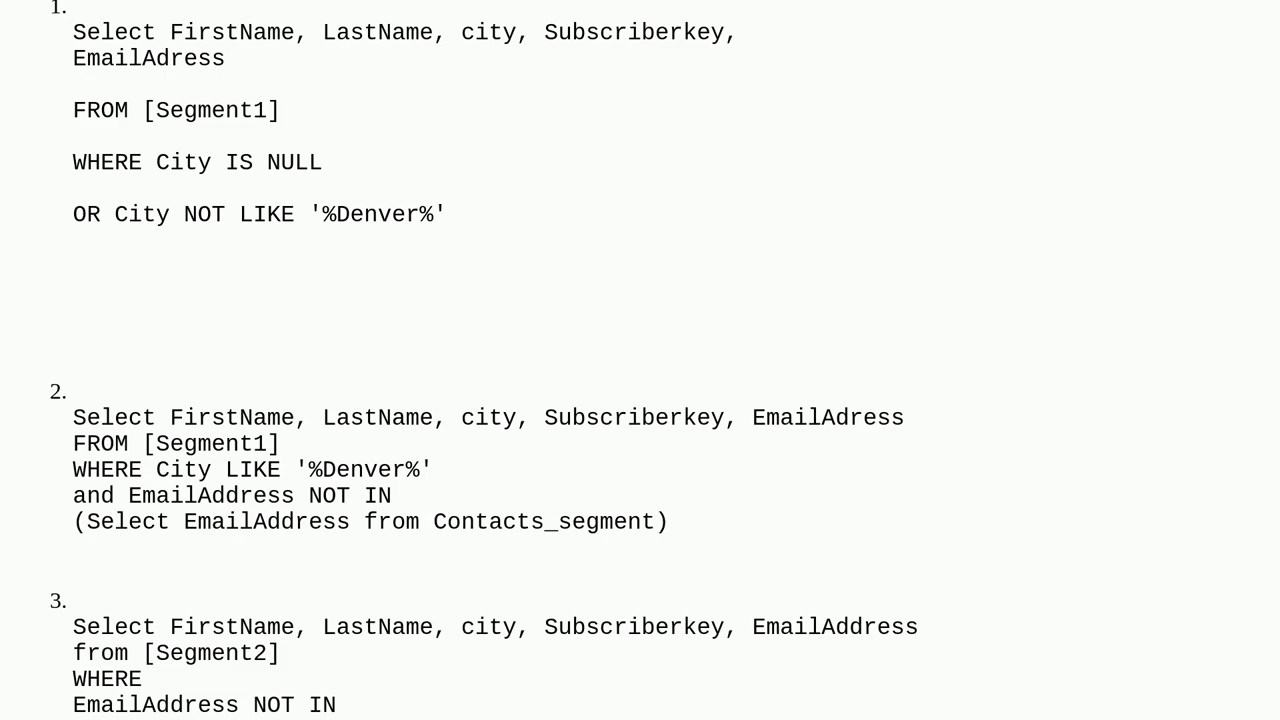 1.
Select FirstName, LastName, city, Subscriberkey,
EmailAdress
FROM [Segment1]
WHERE City IS NULL
OR City NOT LIKE '%Denver%'
2.
Select FirstName, LastName, city, Subscriberkey, EmailAdress
FROM [Segment1]
WHERE City LIKE '%Denver%'
and EmailAddress NOT IN
(Select EmailAddress from Contacts_segment)
3.
Select FirstName, LastName, city, Subscriberkey, EmailAddress
from [Segment2]
WHERE
EmailAddress NOT IN